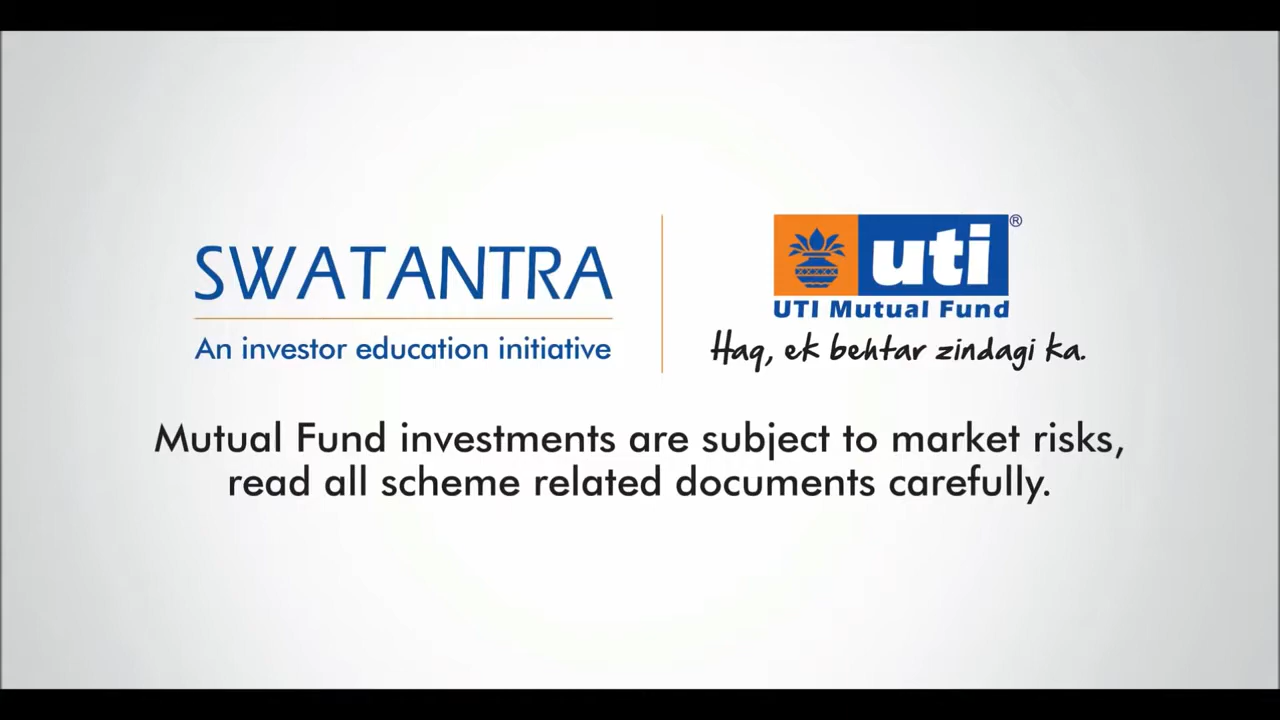 SWATANTRA
An investor education initiative
uti®
UTI Mutual Fund
Haq, ek behtar zindagi ka.
Mutual Fund investments are subject to market risks,
read all scheme related documents carefully.